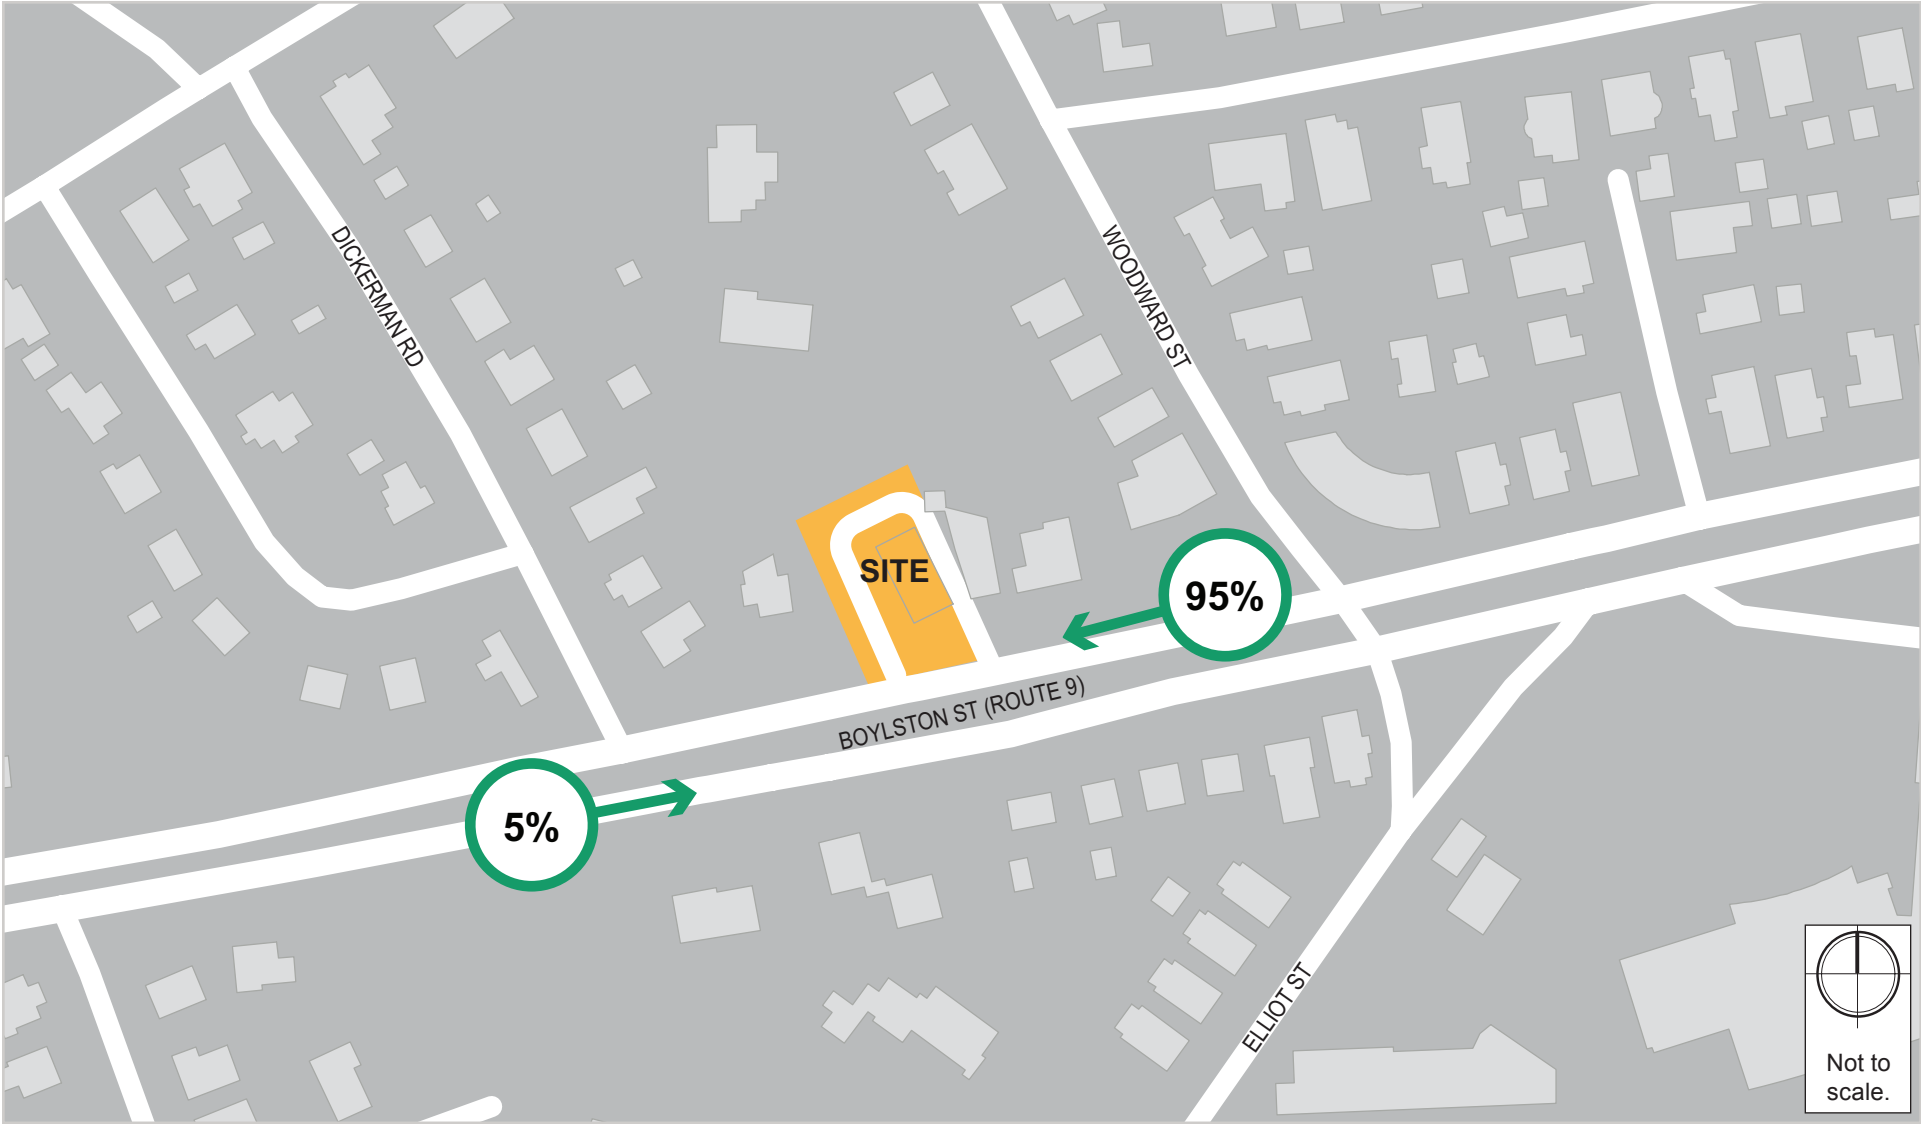 DICKERMAN RD
WOODWARD ST
SITE
95%
BOYLSTON ST (ROUTE 9)
5%
ELLIOT ST
Not to
scale.